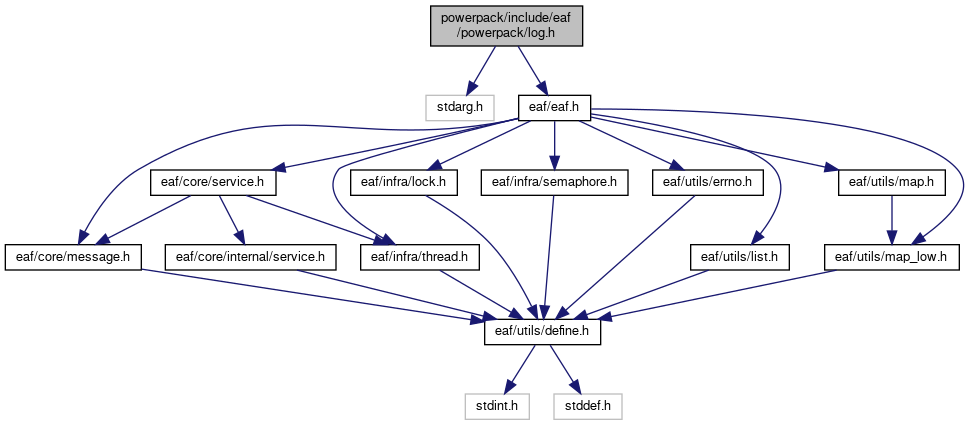 powerpack/include/eaf
/powerpack/log.h
stdarg.h
eaf/eaf.h
eaf/core/service.h
eaf/infra/lock.h
eaf/infra/semaphore.h
eaf/utils/errno.h
eaf/utils/map.h
eaf/core/message.h
eaf/core/internal/service.h
eaf/infra/thread.h
eaf/utils/list.h
eaf/utils/map_low.h
eaf/utils/define.h
stdint.h
stddef.h